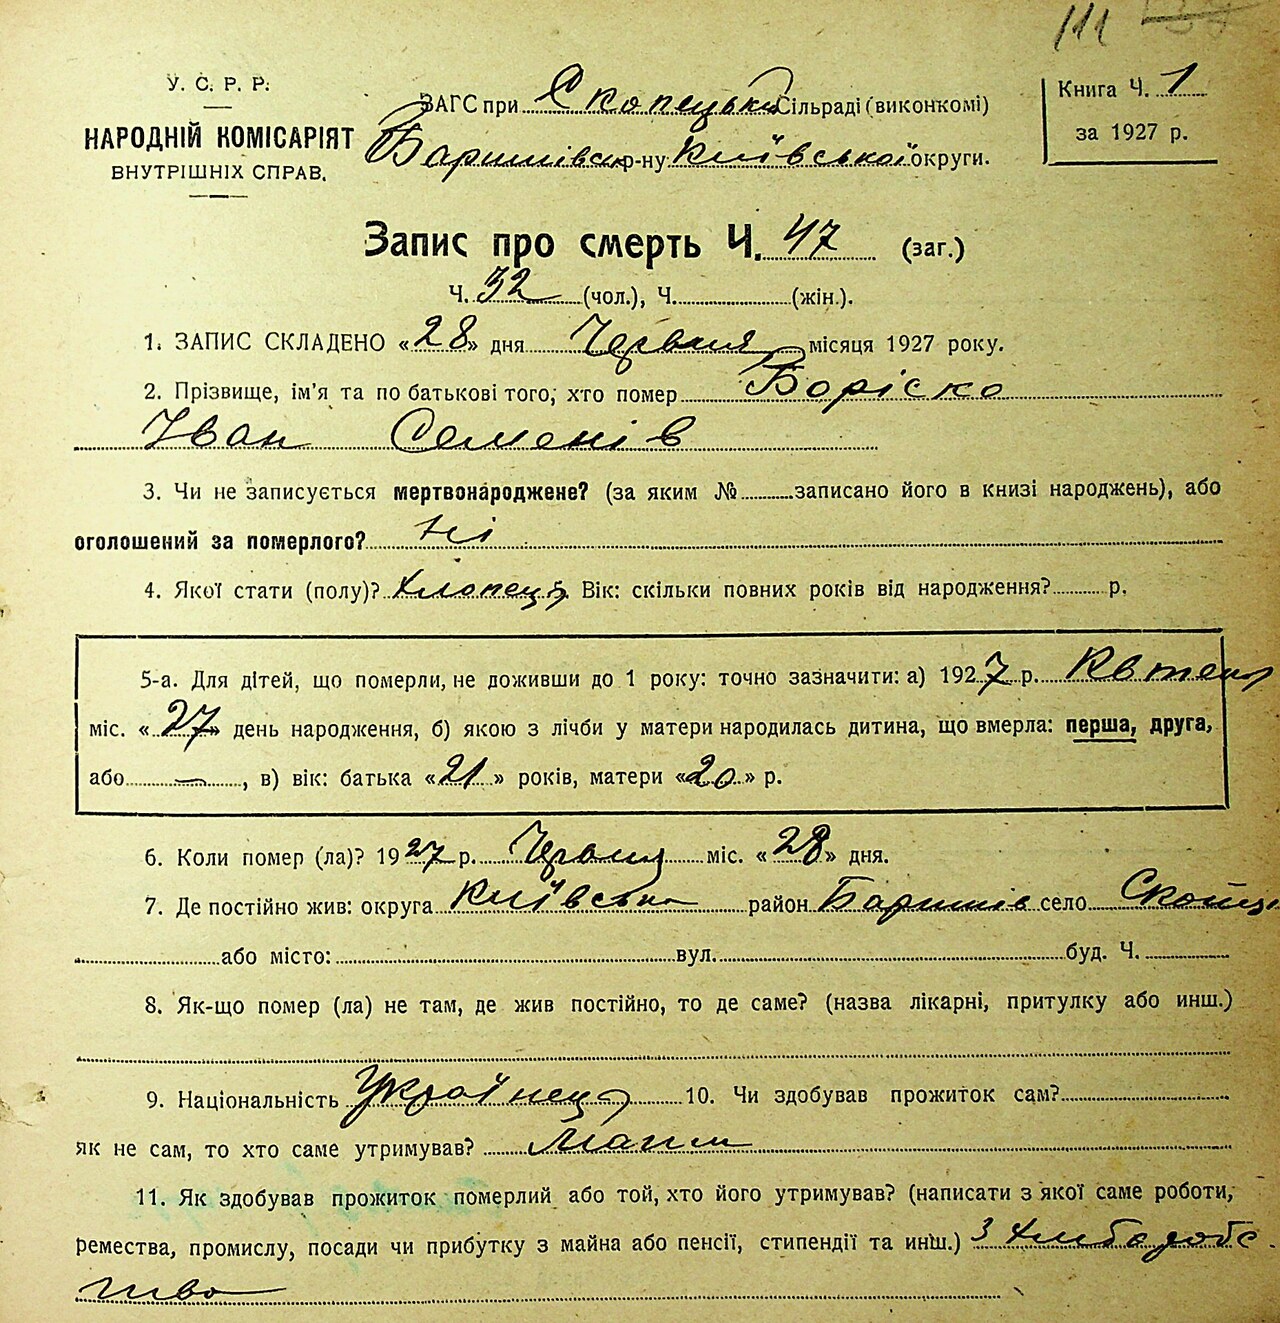 111
У. С. Р. Р.
НАРОДНІЙ КОМІСАРІЯТ
ВНУТРІШНІХ СПРАВ.
ЗАГС при Скопецькій Сільраді (виконкомі)
Баришівськ р-ну Київської округи.
Книга Ч. 1
за 1927 р.
Запис про смерть Ч. 47 (заг.)
Ч. 32 (чол.), Ч. (жін.).
1. ЗАПИС СКЛАДЕНО «28» дня Червня місяця 1927 року.
2. Прізвище, ім'я та по батькові того, хто помер Боріско
Іван Семенів
3. Чи не записується мертвонароджене? (за яким № записано його в книзі народжень), або
оголошений за померлого? Ні
4. Якої стати (полу)? Хлопець Вік: скільки повних років від народження? р.
5-а. Для дітей, що померли, не доживши до 1 року: точно зазначити: а) 1927 р. Квтень
міс. «27» день народження, б) якою з лічби у матери народилась дитина, що вмерла: перша, друга,
або —, в) вік: батька «21» років, матери «20» р.
6. Коли помер (ла)? 1927 р. Червня міс. «28» дня.
7. Де постійно жив: округа Київська район Баришів село Скопці
або місто: вул. буд. Ч.
8. Як-що помер (ла) не там, де жив постійно, то де саме? (назва лікарні, притулку або инш.)
9. Національність Українець 10. Чи здобував прожиток сам?
як не сам, то хто саме утримував? Мати
11. Як здобував прожиток померлий або той, хто його утримував? (написати з якої саме роботи,
ремества, промислу, посади чи прибутку з майна або пенсії, стипендії та инш.) З хліборобс
тво